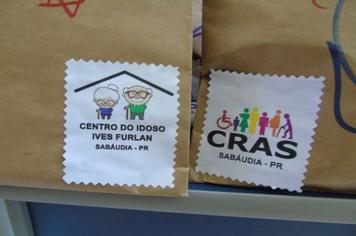 CENTRO DO IDOSO
IVES FURLAN
SABÁUDIA - PR
CRAS
SABÁUDIA - PR